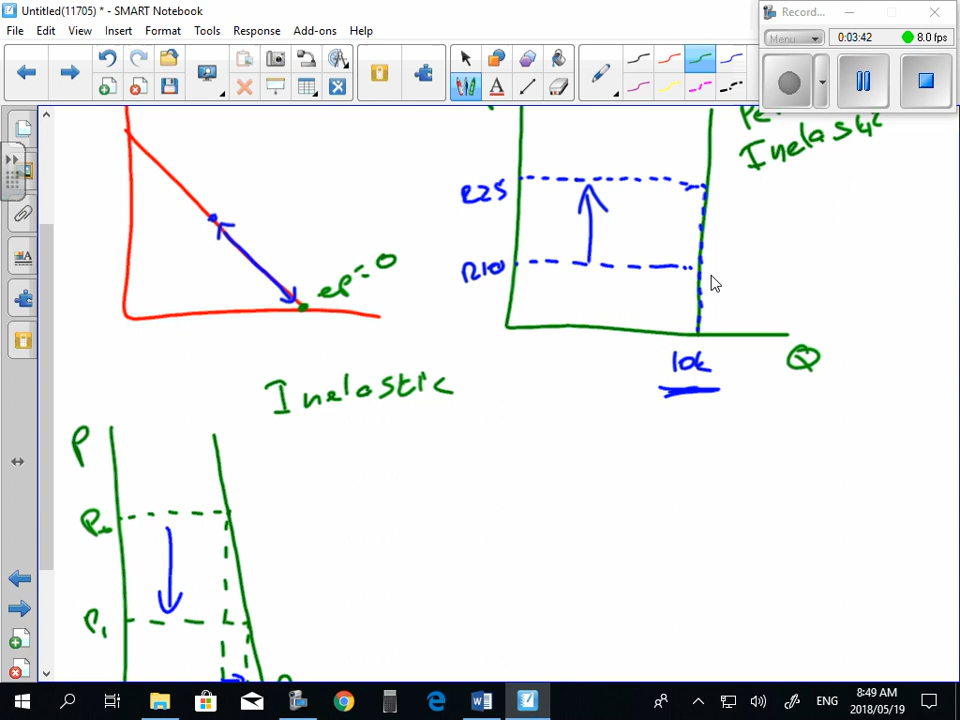 Untitled(11705) * - SMART Notebook
File Edit View Insert Format Tools Response Add-ons Help
Record...
Menu
0:03:42
8.0 fps
Inelastic
R25
R10
eP = 0
10k
Q
Inelastic
P
P0
P1
ENG
8:49 AM
2018/05/19